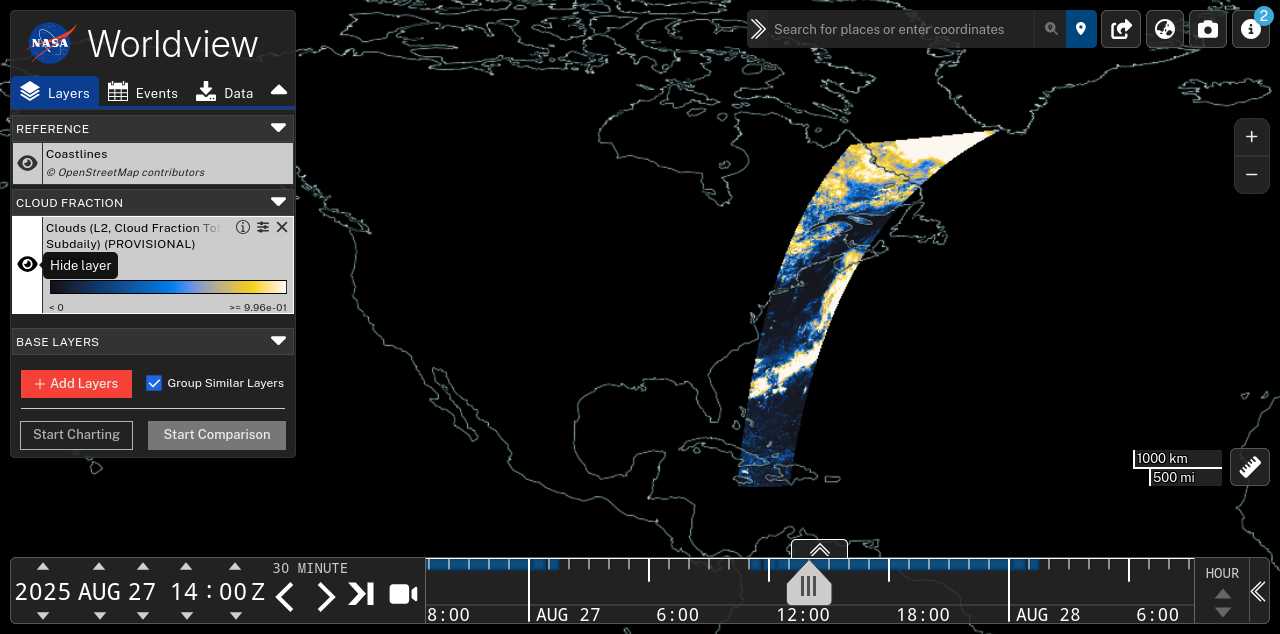 NASA Worldview
Search for places or enter coordinates
2
Layers Events Data
REFERENCE
Coastlines
© OpenStreetMap contributors
CLOUD FRACTION
Clouds (L2, Cloud Fraction Tot
Subdaily) (PROVISIONAL)
Hide layer
< 0 >= 9.96e-01
BASE LAYERS
+ Add Layers Group Similar Layers
Start Charting Start Comparison
+
−
1000 km
500 mi
30 MINUTE
2025 AUG 27 14 : 00 Z
HOUR
8:00 AUG 27 6:00 12:00 18:00 AUG 28 6:00